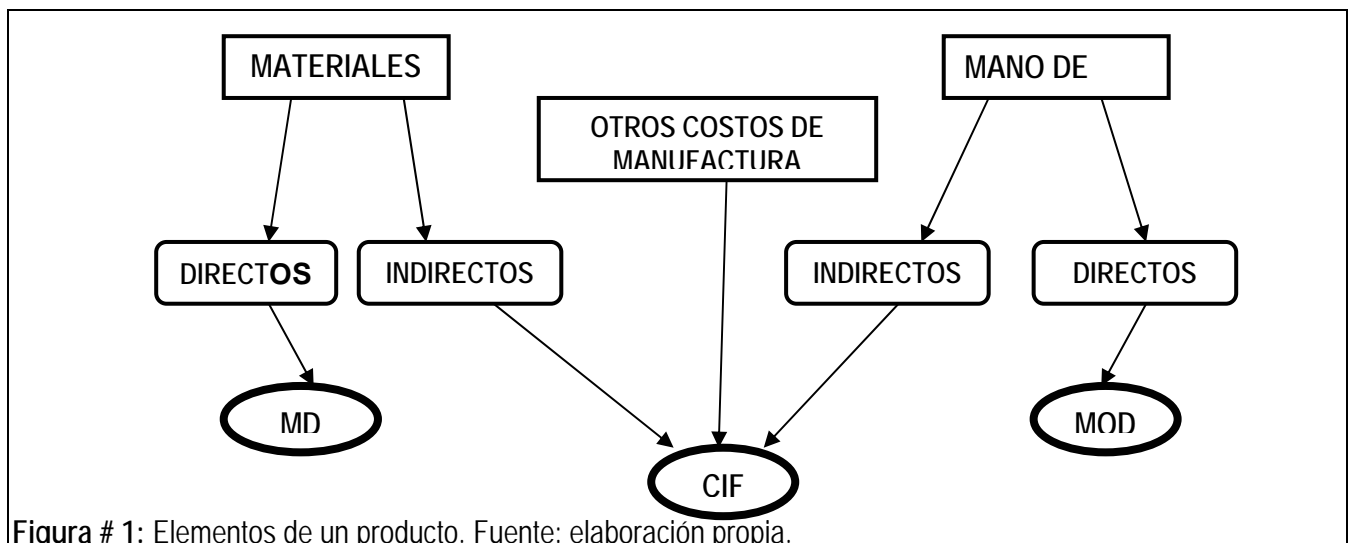 MATERIALES
MANO DE
OTROS COSTOS DE
MANUFACTURA
DIRECTOS
INDIRECTOS
INDIRECTOS
DIRECTOS
MD
MOD
CIF
Figura # 1: Elementos de un producto. Fuente: elaboración propia.